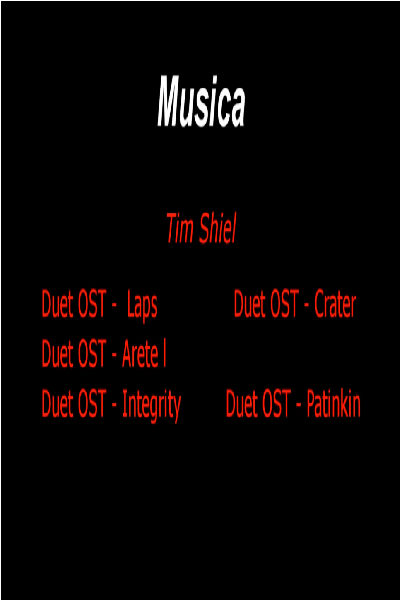 Musica
Tim Shiel
Duet OST - Laps Duet OST - Crater
Duet OST - Arete l
Duet OST - Integrity Duet OST - Patinkin